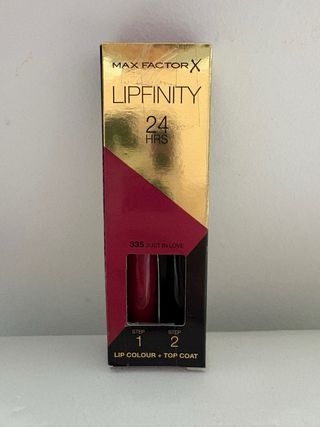 MAX FACTOR X
LIPFINITY
24
HRS
335 JUST IN LOVE
STEP STEP
1 2
LIP COLOUR + TOP COAT